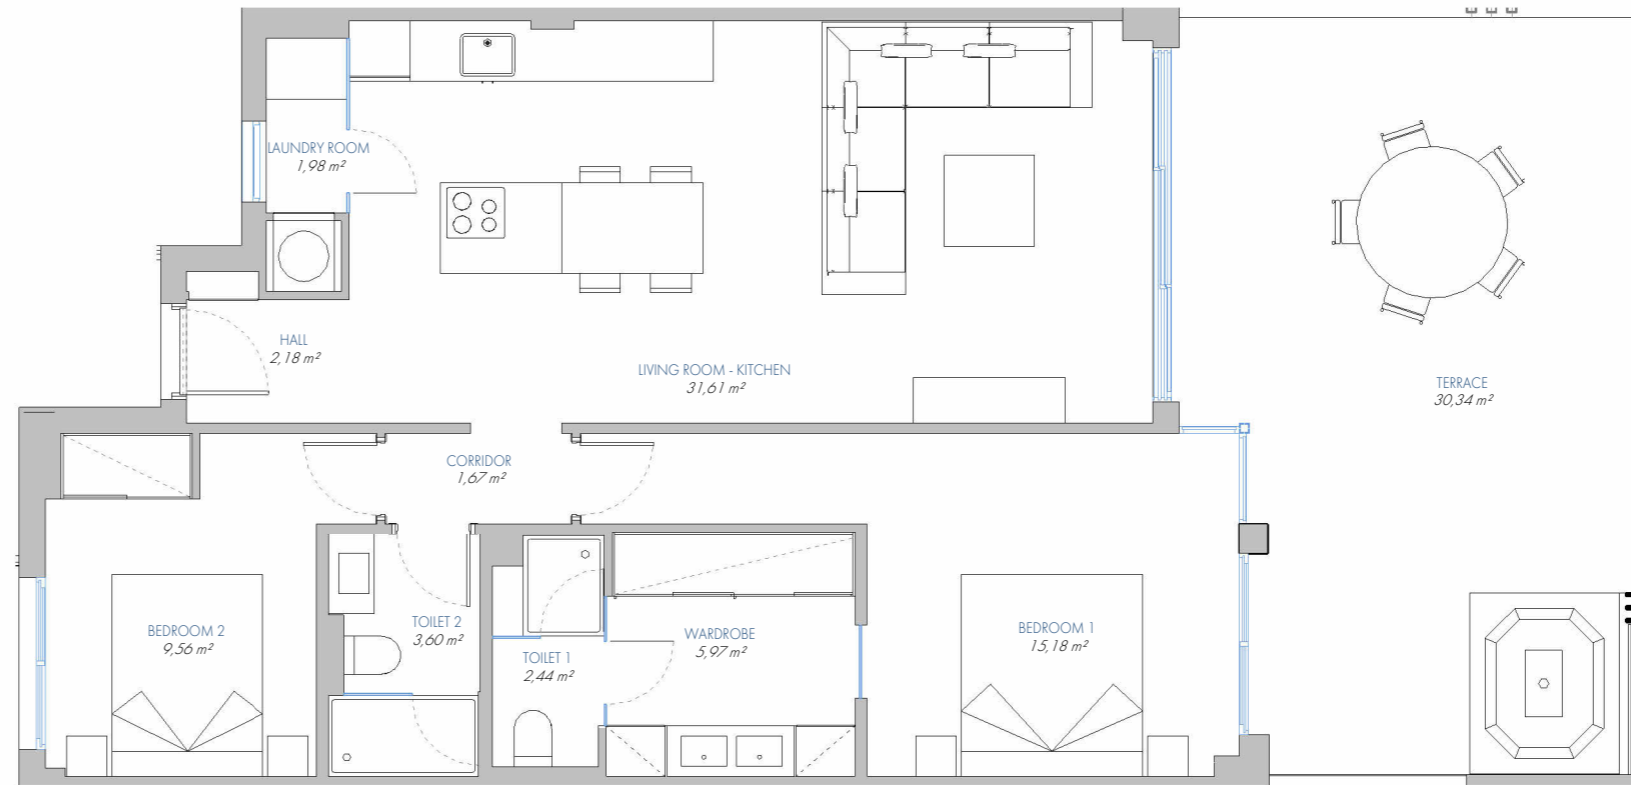 LAUNDRY ROOM
1,98 m²
HALL
2,18 m²
LIVING ROOM - KITCHEN
31,61 m²
TERRACE
30,34 m²
CORRIDOR
1,67 m²
BEDROOM 2
9,56 m²
TOILET 2
3,60 m²
TOILET 1
2,44 m²
WARDROBE
5,97 m²
BEDROOM 1
15,18 m²